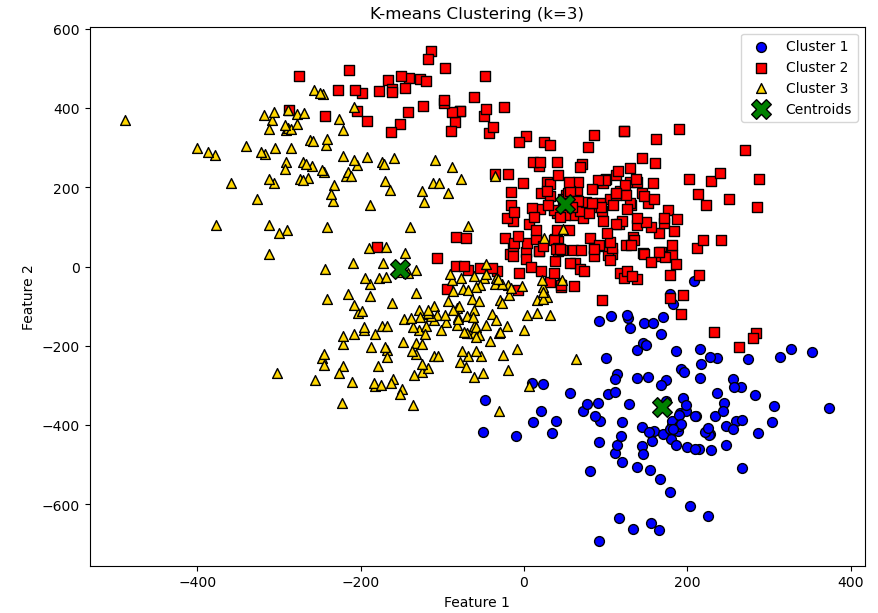 K-means Clustering (k=3)
600
400
200
0
−200
−400
−600
Feature 2
Cluster 1
Cluster 2
Cluster 3
Centroids
−400 −200 0 200 400
Feature 1